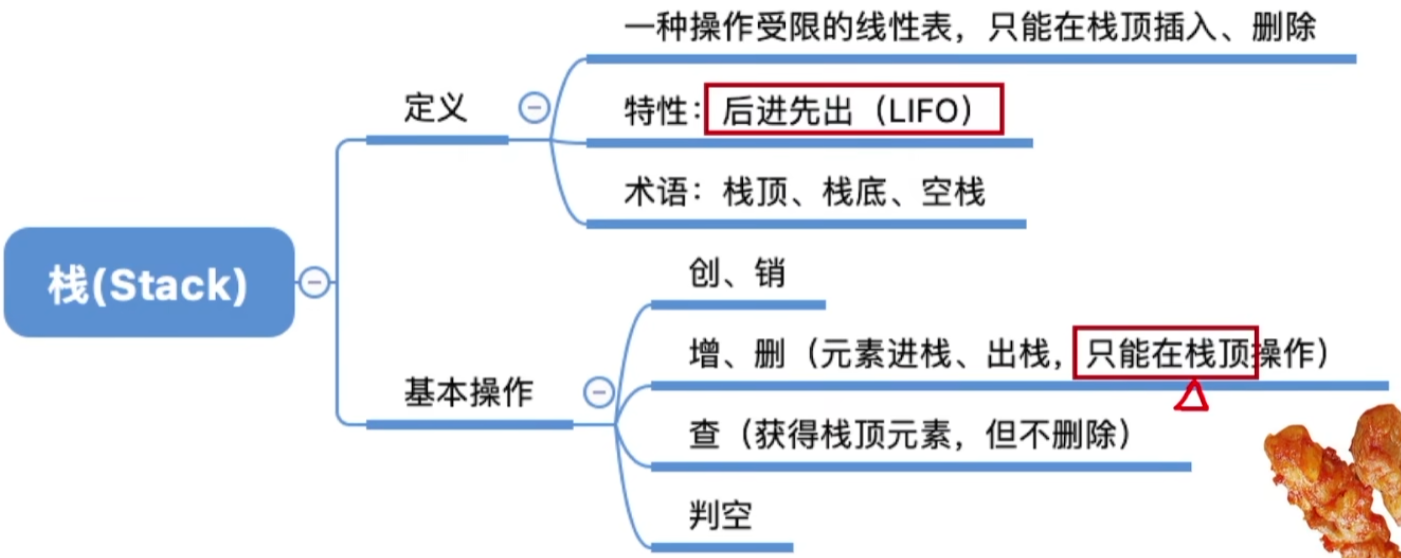 一种操作受限的线性表，只能在栈顶插入、删除
定义
特性：后进先出（LIFO）
术语：栈顶、栈底、空栈
栈(Stack)
创、销
增、删（元素进栈、出栈，只能在栈顶操作）
基本操作
查（获得栈顶元素，但不删除）
判空